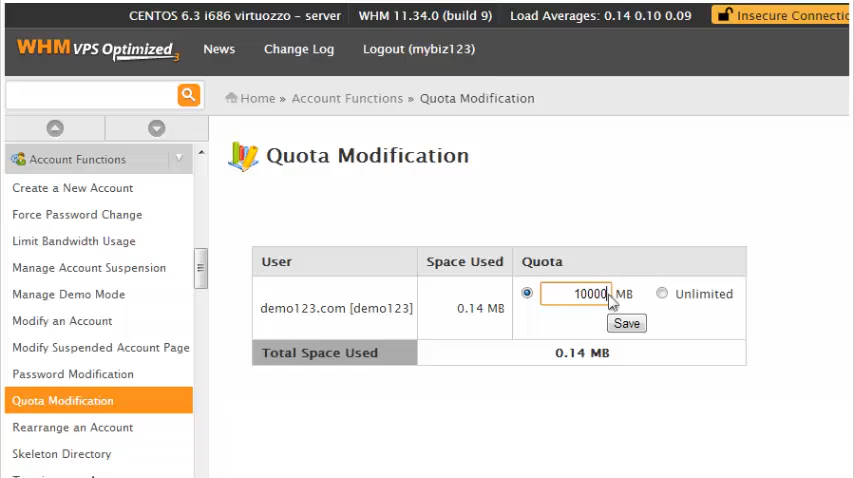 CENTOS 6.3 i686 virtuozzo – server WHM 11.34.0 (build 9) Load Averages: 0.14 0.10 0.09 Insecure
WHM VPS Optimized 3 News Change Log Logout (mybiz123)
Home » Account Functions » Quota Modification
Account Functions
Quota Modification
Create a New Account
Force Password Change
Limit Bandwidth Usage
Manage Account Suspension
Manage Demo Mode
Modify an Account
Modify Suspended Account Page
Password Modification
Quota Modification
Rearrange an Account
Skeleton Directory
User Space Used Quota
10000 MB Unlimited
demo123.com [demo123] 0.14 MB
Save
Total Space Used 0.14 MB